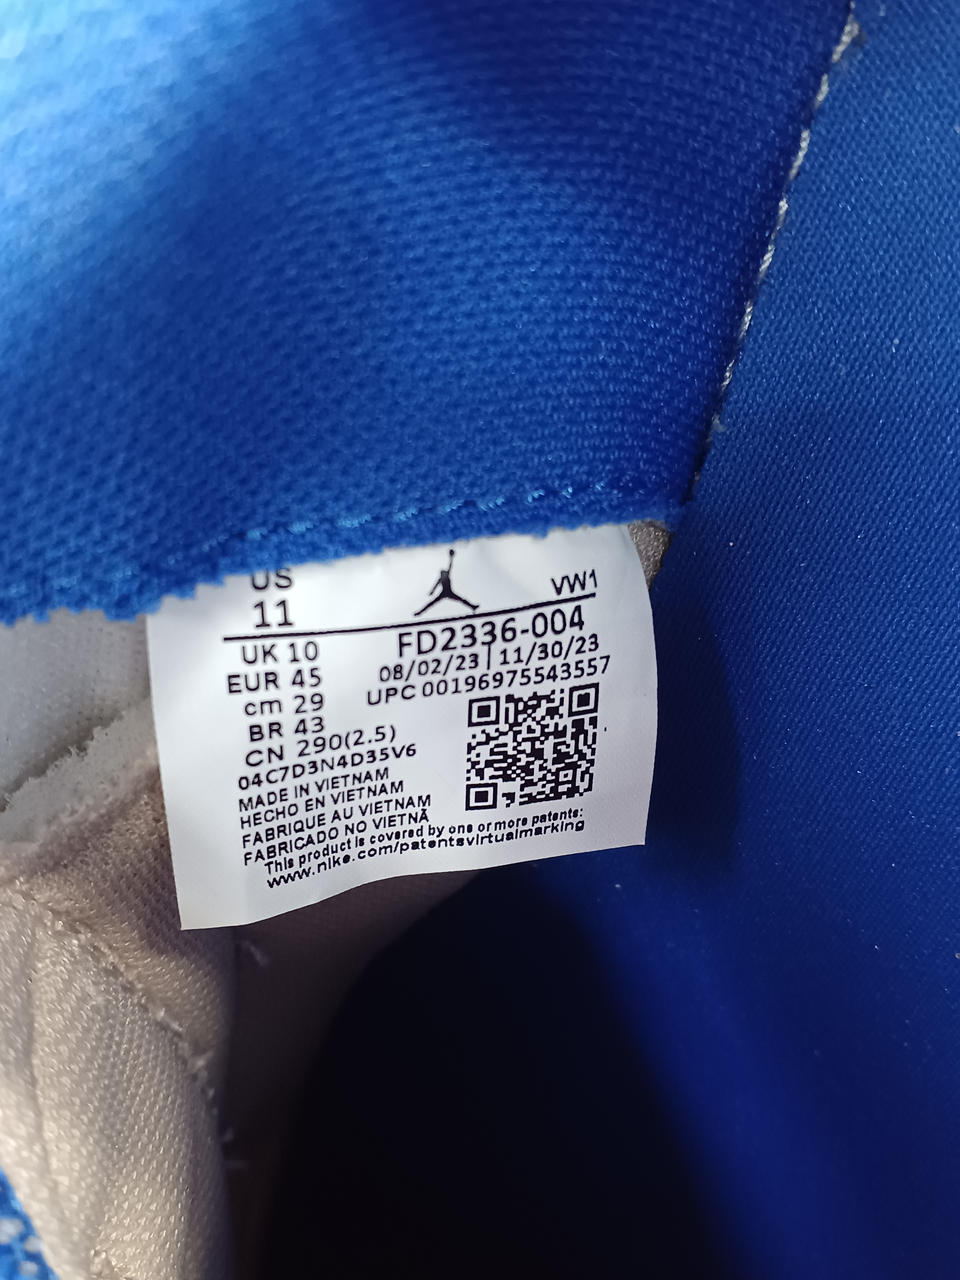 US
11
VW1
UK 10
FD2336-004
EUR 45
08/02/23 | 11/30/23
cm 29
UPC 00196975543557
BR 43
CN 290(2.5)
04C7D3N4D35V6
MADE IN VIETNAM
HECHO EN VIETNAM
FABRIQUE AU VIETNAM
FABRICADO NO VIETNÃ
This product is covered by one or more patents:
www.nike.com/patentsvirtualmarking